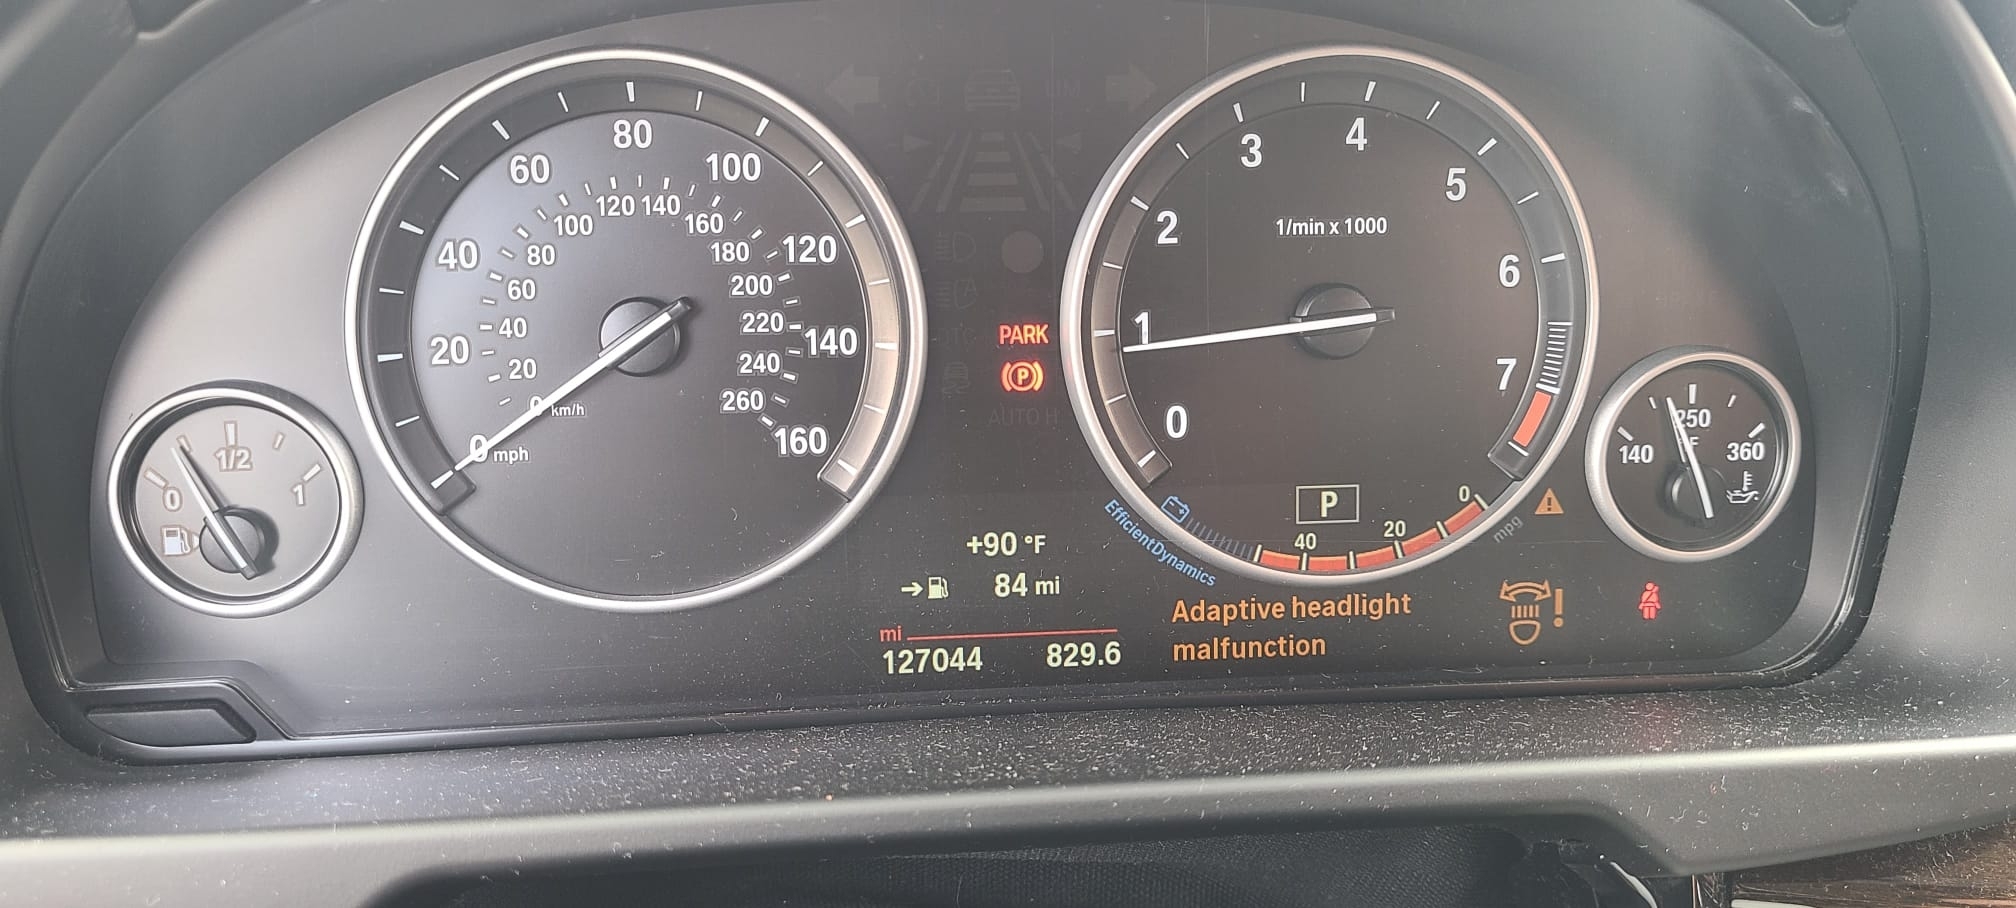 80
60
100
120 140
100
160
40
80
180
120
60
200
40
220
140
20
20
240
0 km/h
260
0 mph
160
0
1/2
1
LIM
PARK
P
AUTO H
+90 °F
84 mi
mi
127044 829.6
3
4
5
2
1/min x 1000
6
1
7
0
P
0
20
40
mpg
EfficientDynamics
Adaptive headlight
malfunction
250
°F
140
360